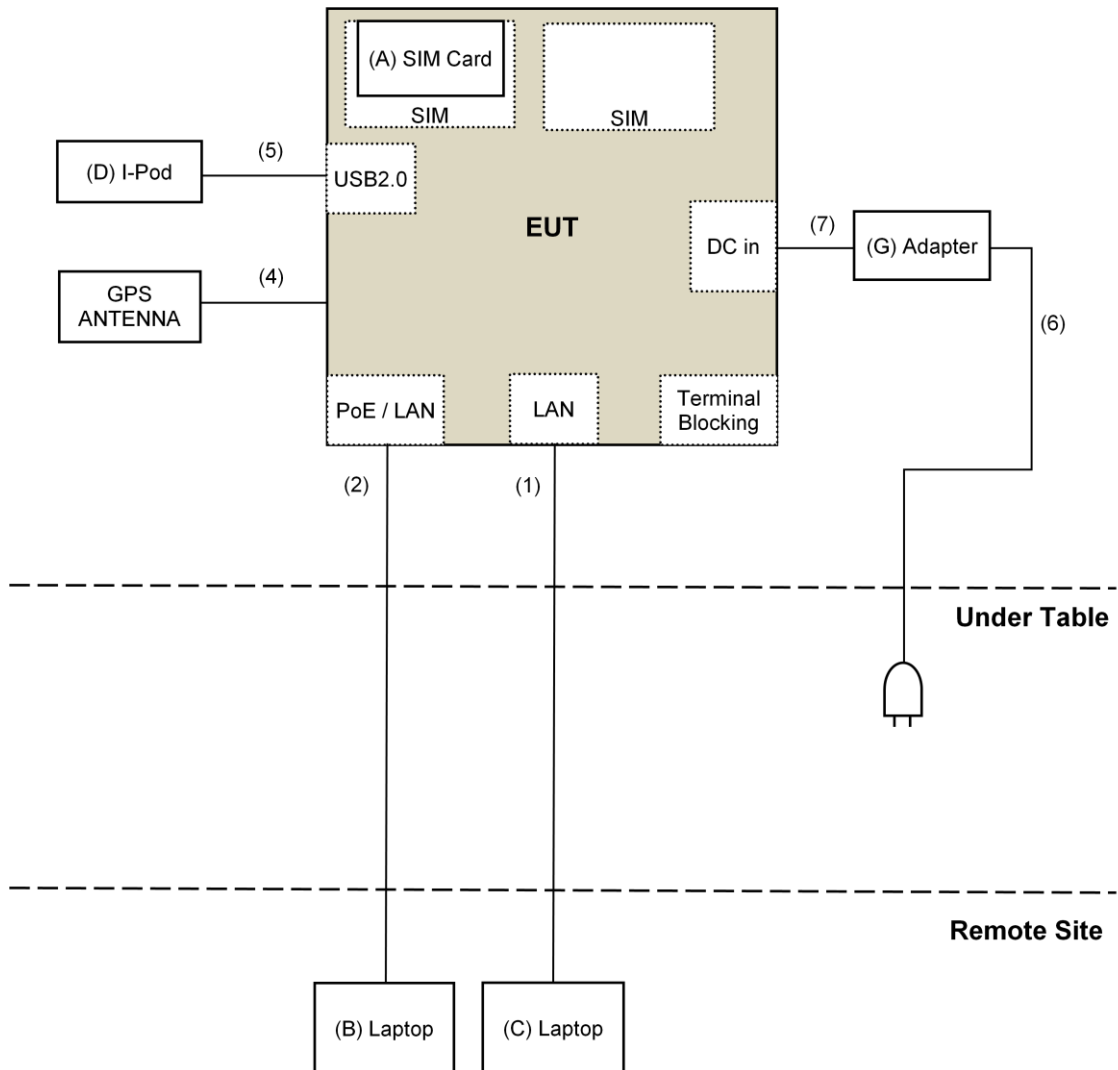 (A) SIM Card
SIM
SIM
(D) I-Pod
(5)
USB2.0
EUT
DC in
(7)
(G) Adapter
GPS
ANTENNA
(4)
(6)
PoE / LAN
LAN
Terminal
Blocking
(2)
(1)
Under Table
Remote Site
(B) Laptop
(C) Laptop